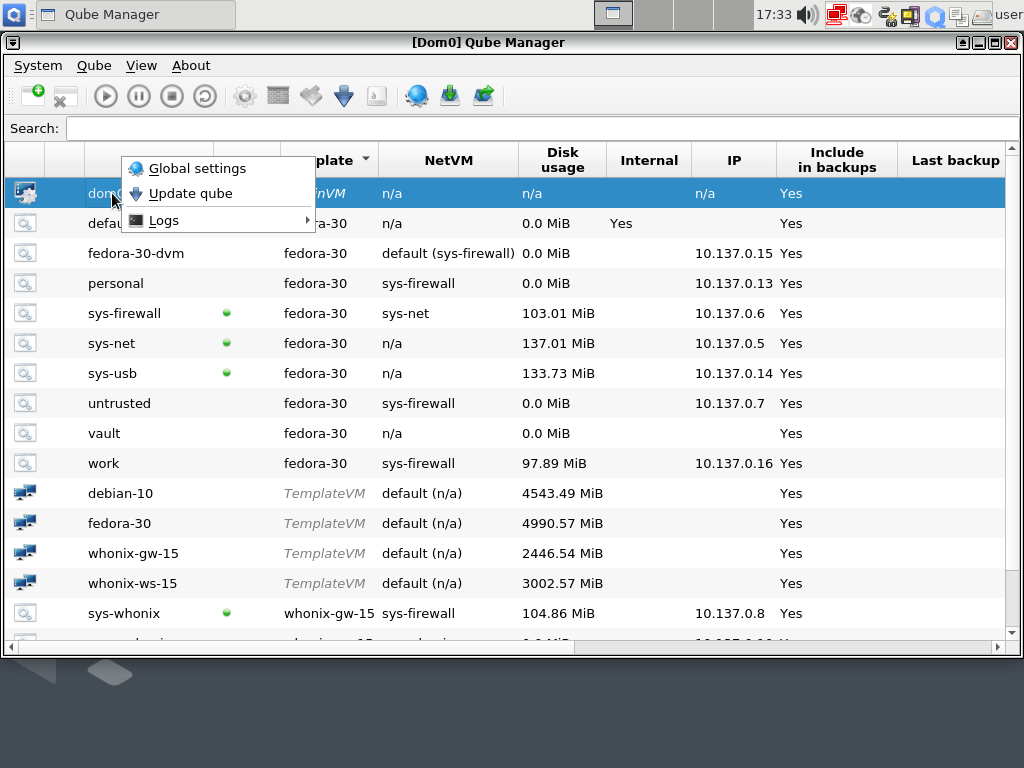 Qube Manager
17:33
user
[Dom0] Qube Manager
System Qube View About
Search:
plate NetVM Disk usage Internal IP Include in backups Last backup
Global settings
Update qube
Logs
dom0 n/a n/a n/a Yes
n/a 0.0 MiB Yes Yes
fedora-30-dvm fedora-30 default (sys-firewall) 0.0 MiB 10.137.0.15 Yes
personal fedora-30 sys-firewall 0.0 MiB 10.137.0.13 Yes
sys-firewall fedora-30 sys-net 103.01 MiB 10.137.0.6 Yes
sys-net fedora-30 n/a 137.01 MiB 10.137.0.5 Yes
sys-usb fedora-30 n/a 133.73 MiB 10.137.0.14 Yes
untrusted fedora-30 sys-firewall 0.0 MiB 10.137.0.7 Yes
vault fedora-30 n/a 0.0 MiB Yes
work fedora-30 sys-firewall 97.89 MiB 10.137.0.16 Yes
debian-10 TemplateVM default (n/a) 4543.49 MiB Yes
fedora-30 TemplateVM default (n/a) 4990.57 MiB Yes
whonix-gw-15 TemplateVM default (n/a) 2446.54 MiB Yes
whonix-ws-15 TemplateVM default (n/a) 3002.57 MiB Yes
sys-whonix whonix-gw-15 sys-firewall 104.86 MiB 10.137.0.8 Yes